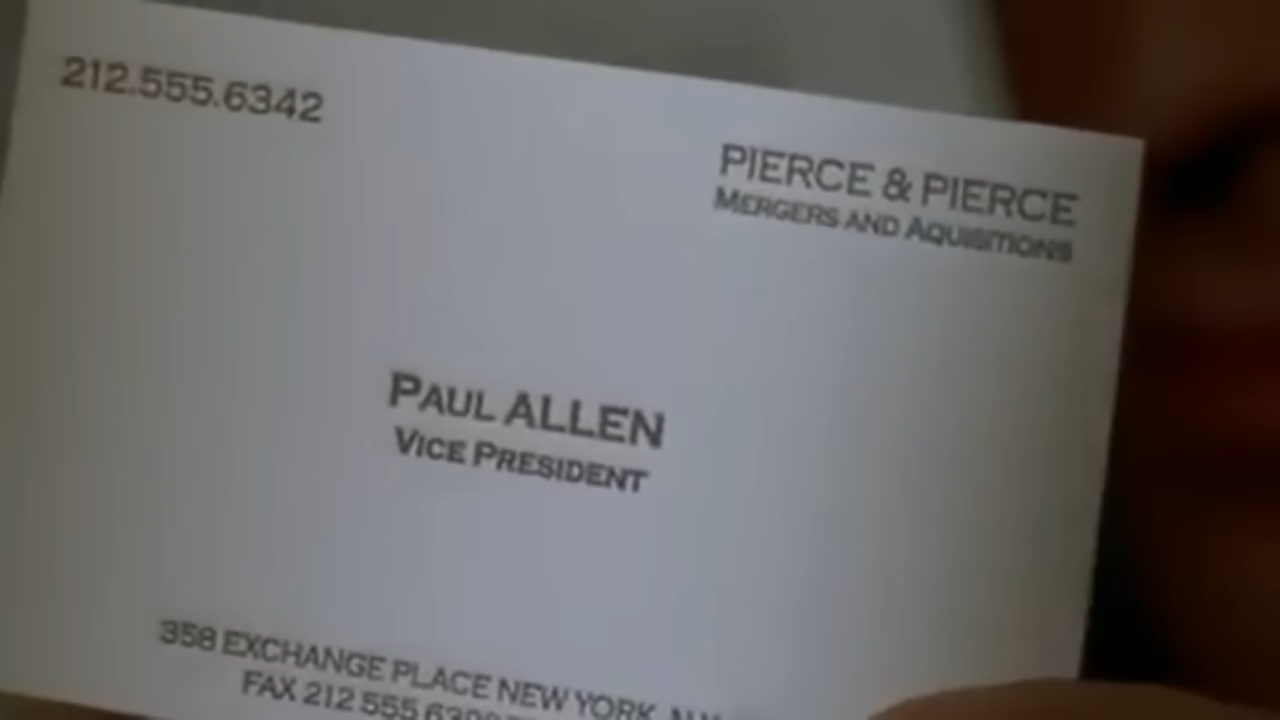 212.555.6342
PIERCE & PIERCE
MERGERS AND AQUISITIONS
PAUL ALLEN
VICE PRESIDENT
358 EXCHANGE PLACE NEW YORK,
FAX 212 555